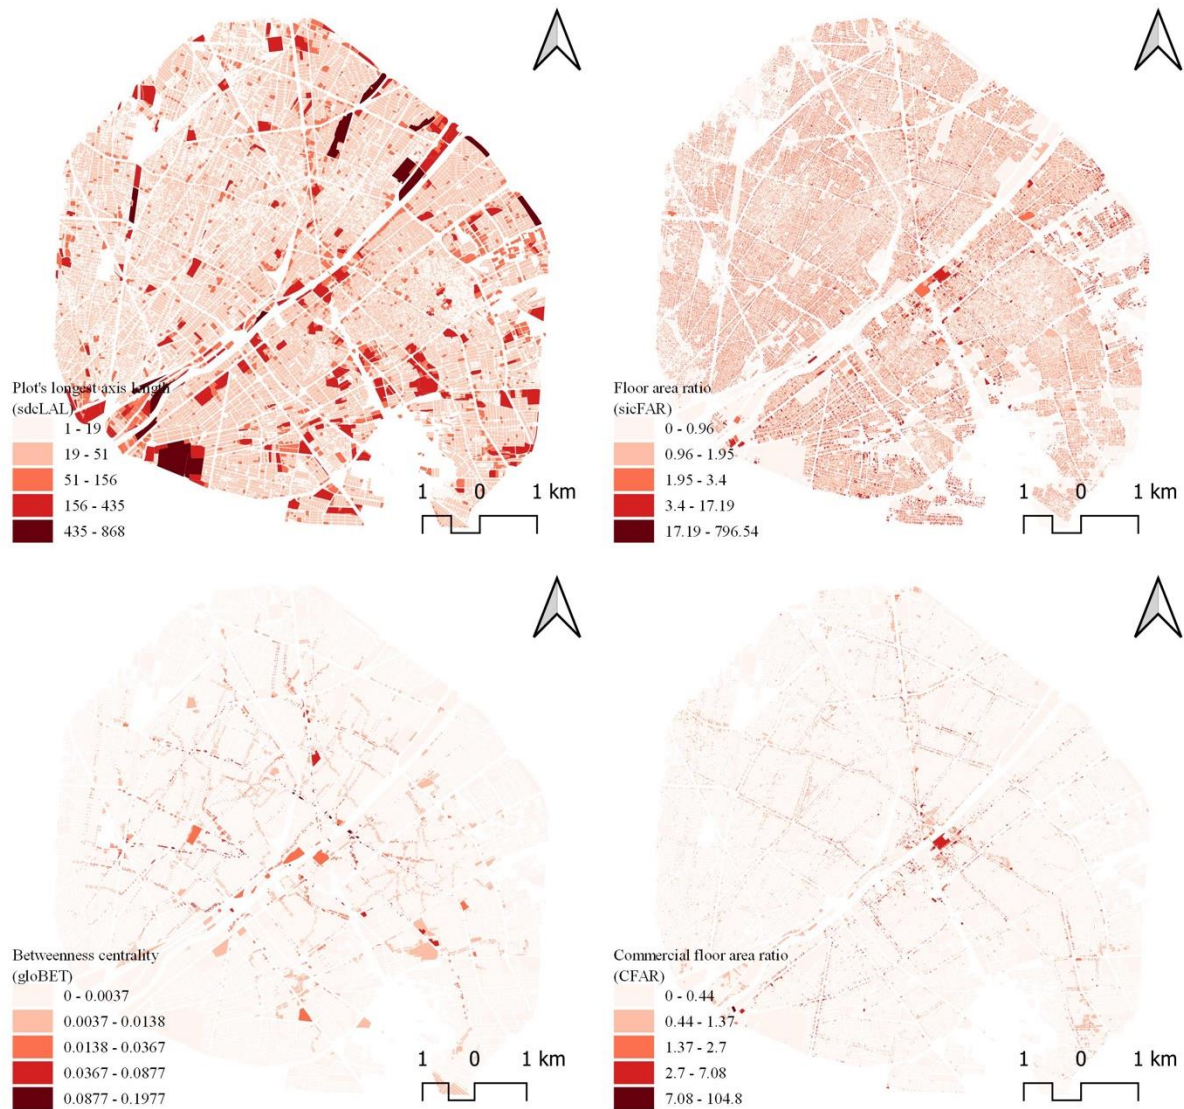 Plot's longest axis length
(sdcLAL)
1 - 19
19 - 51
51 - 156
156 - 435
435 - 868
1 0 1 km
Floor area ratio
(sicFAR)
0 - 0.96
0.96 - 1.95
1.95 - 3.4
3.4 - 17.19
17.19 - 796.54
1 0 1 km
Betweenness centrality
(gloBET)
0 - 0.0037
0.0037 - 0.0138
0.0138 - 0.0367
0.0367 - 0.0877
0.0877 - 0.1977
1 0 1 km
Commercial floor area ratio
(CFAR)
0 - 0.44
0.44 - 1.37
1.37 - 2.7
2.7 - 7.08
7.08 - 104.8
1 0 1 km